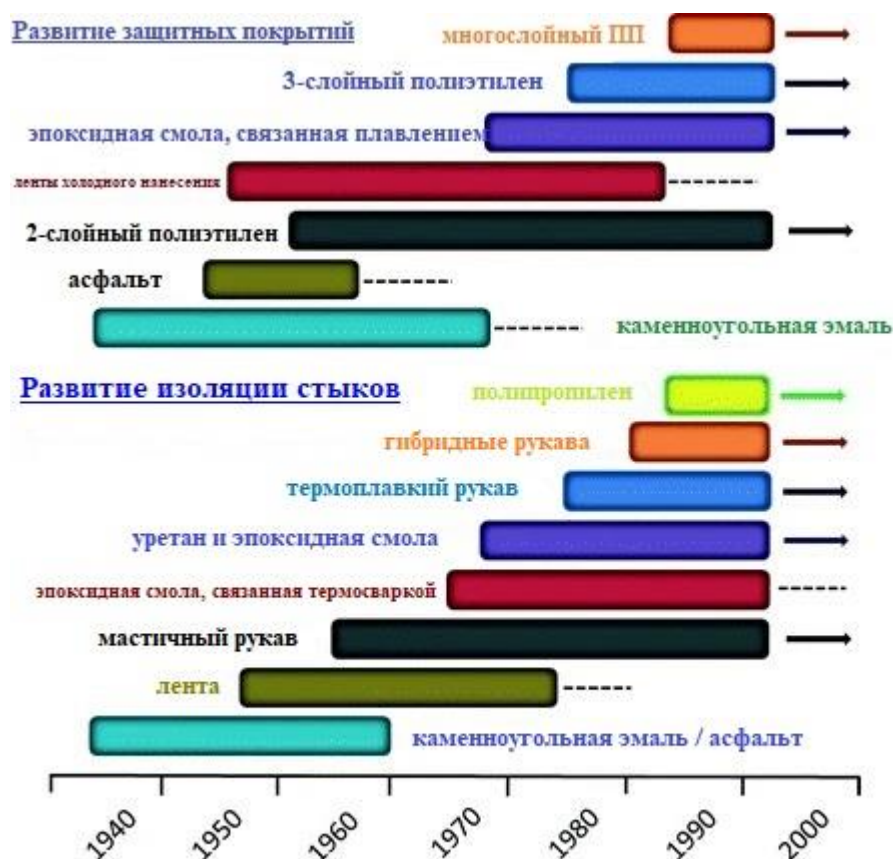 Развитие защитных покрытий
многослойный ПП
3-слойный полиэтилен
эпоксидная смола, связанная плавлением
ленты холодного нанесения
2-слойный полиэтилен
асфальт
каменноугольная эмаль
Развитие изоляции стыков
полипропилен
гибридные рукава
термоплавкий рукав
уретан и эпоксидная смола
эпоксидная смола, связанная термосваркой
мастичный рукав
лента
каменноугольная эмаль / асфальт
1940 1950 1960 1970 1980 1990 2000